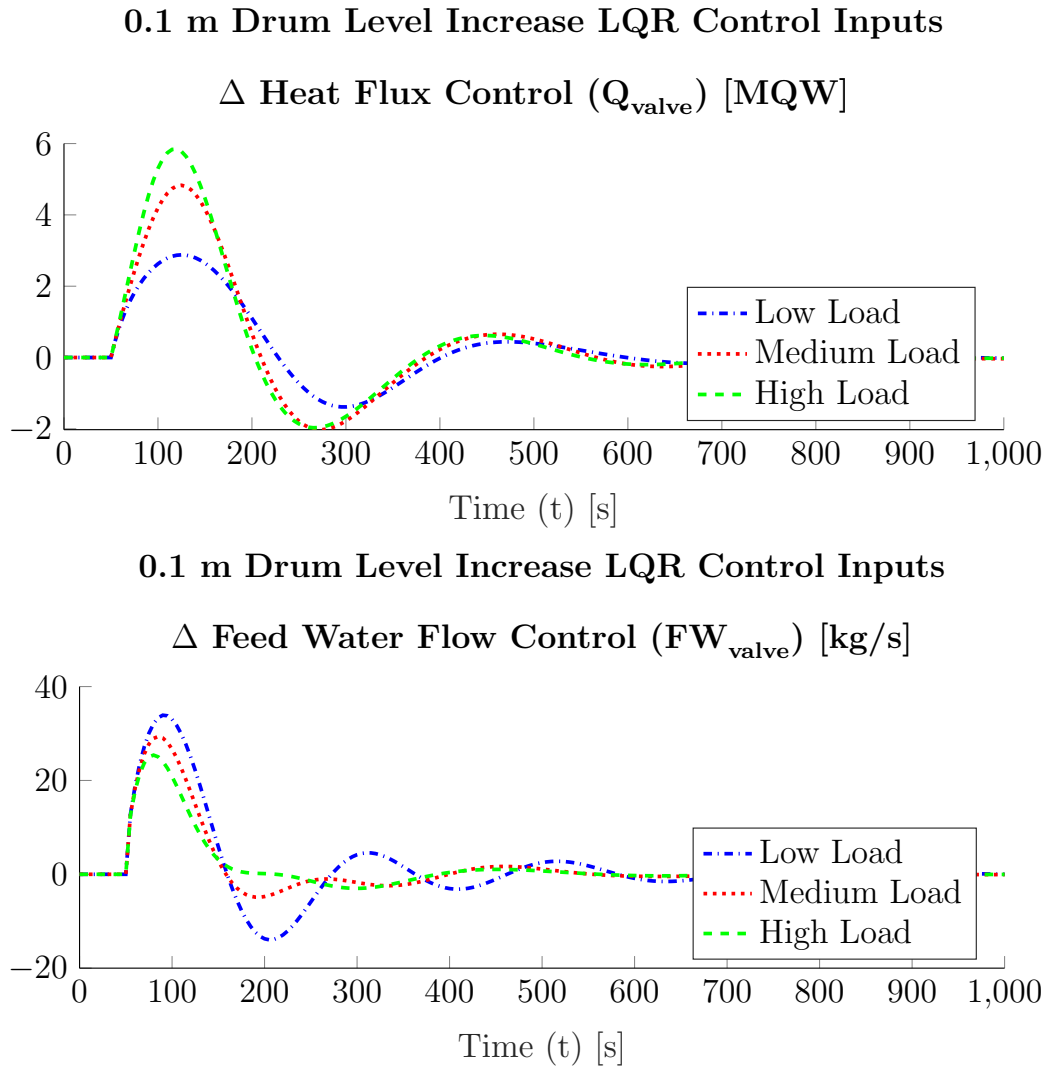 0.1 m Drum Level Increase LQR Control Inputs
Δ Heat Flux Control (Q_valve) [MQW]
6
4
2
0
−2
Low Load
Medium Load
High Load
0 100 200 300 400 500 600 700 800 900 1,000
Time (t) [s]
0.1 m Drum Level Increase LQR Control Inputs
Δ Feed Water Flow Control (FW_valve) [kg/s]
40
20
0
−20
Low Load
Medium Load
High Load
0 100 200 300 400 500 600 700 800 900 1,000
Time (t) [s]